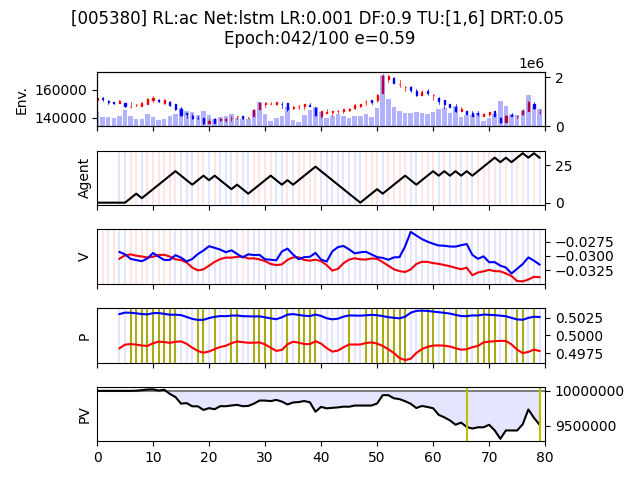 [005380] RL:ac Net:lstm LR:0.001 DF:0.9 TU:[1,6] DRT:0.05
Epoch:042/100 e=0.59
1e6
Env.
160000
140000
2
0
Agent
25
0
V
−0.0275
−0.0300
−0.0325
P
0.5025
0.5000
0.4975
PV
10000000
9500000
0 10 20 30 40 50 60 70 80